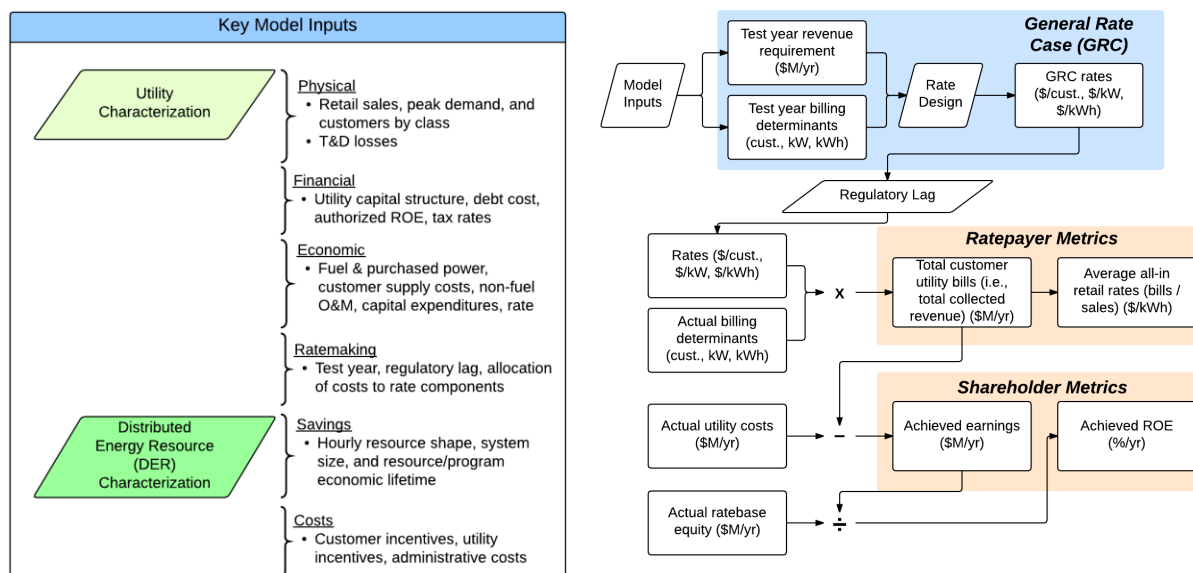 Key Model Inputs
Utility
Characterization
Physical
• Retail sales, peak demand, and
customers by class
• T&D losses
Financial
• Utility capital structure, debt cost,
authorized ROE, tax rates
Economic
• Fuel & purchased power,
customer supply costs, non-fuel
O&M, capital expenditures, rate
Ratemaking
• Test year, regulatory lag, allocation
of costs to rate components
Distributed
Energy Resource
(DER)
Characterization
Savings
• Hourly resource shape, system
size, and resource/program
economic lifetime
Costs
• Customer incentives, utility
incentives, administrative costs
General Rate
Case (GRC)
Model
Inputs
Test year revenue
requirement
($M/yr)
Test year billing
determinants
(cust., kW, kWh)
Rate
Design
GRC rates
($/cust., $/kW,
$/kWh)
Regulatory Lag
Rates ($/cust.,
$/kW, $/kWh)
Actual billing
determinants
(cust., kW, kWh)
x
Ratepayer Metrics
Total customer
utility bills (i.e.,
total collected
revenue) ($M/yr)
Average all-in
retail rates (bills /
sales) ($/kWh)
Shareholder Metrics
Actual utility costs
($M/yr)
–
Achieved earnings
($M/yr)
Achieved ROE
(%/yr)
Actual ratebase
equity ($M/yr)
÷